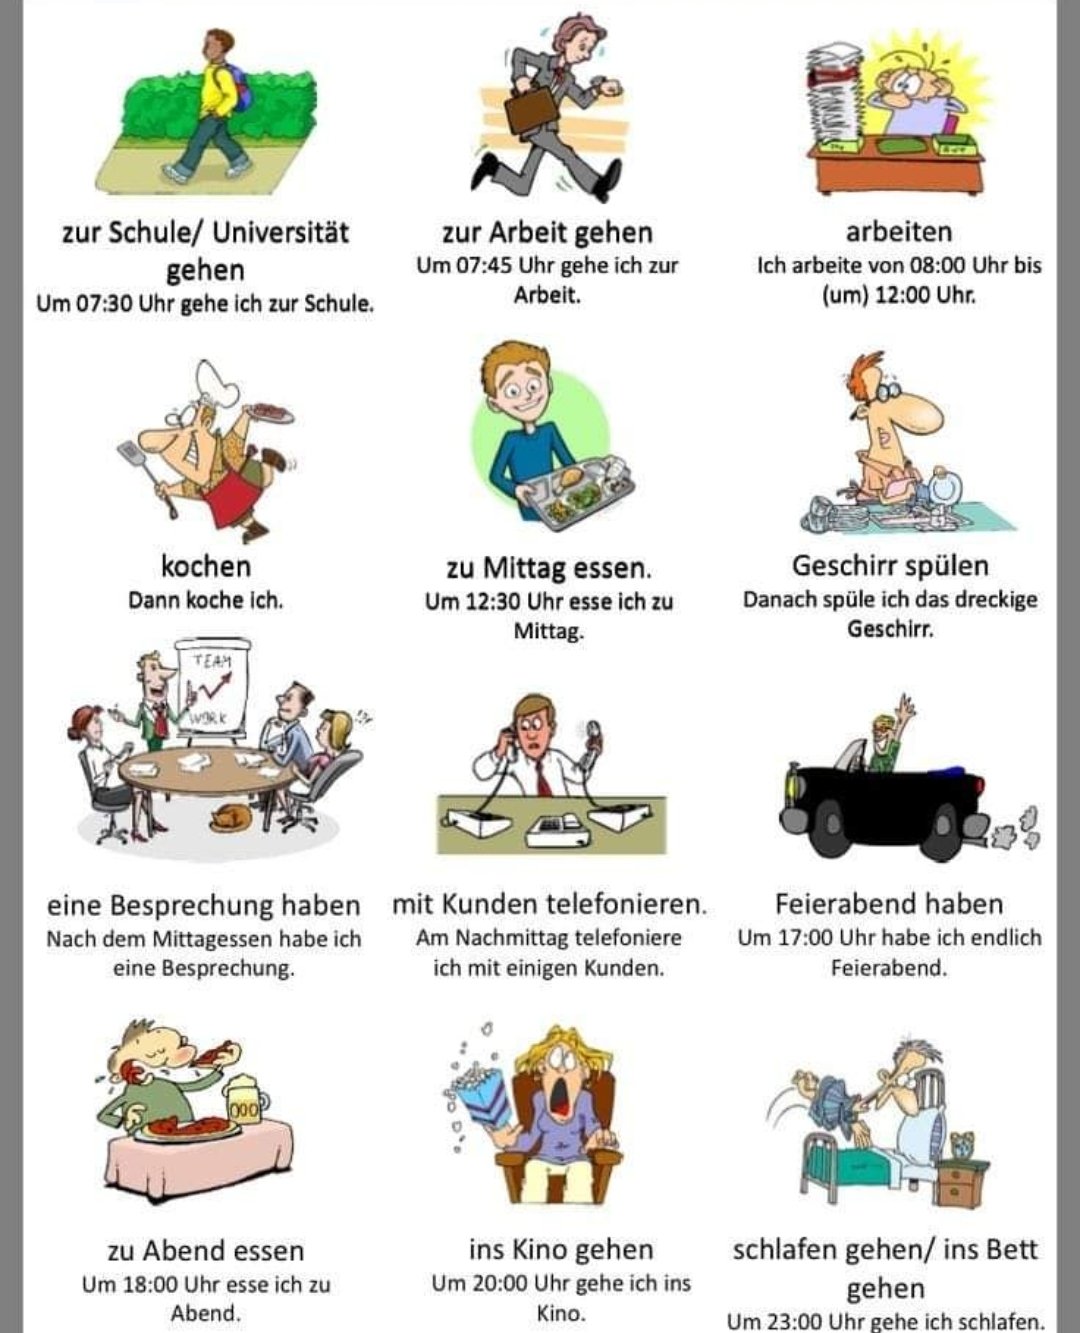 zur Schule/ Universität
gehen
Um 07:30 Uhr gehe ich zur Schule.
zur Arbeit gehen
Um 07:45 Uhr gehe ich zur
Arbeit.
arbeiten
Ich arbeite von 08:00 Uhr bis
(um) 12:00 Uhr.
kochen
Dann koche ich.
zu Mittag essen.
Um 12:30 Uhr esse ich zu
Mittag.
Geschirr spülen
Danach spüle ich das dreckige
Geschirr.
TEAM
WORK
eine Besprechung haben
Nach dem Mittagessen habe ich
eine Besprechung.
mit Kunden telefonieren.
Am Nachmittag telefoniere
ich mit einigen Kunden.
Feierabend haben
Um 17:00 Uhr habe ich endlich
Feierabend.
zu Abend essen
Um 18:00 Uhr esse ich zu
Abend.
ins Kino gehen
Um 20:00 Uhr gehe ich ins
Kino.
schlafen gehen/ ins Bett
gehen
Um 23:00 Uhr gehe ich schlafen.